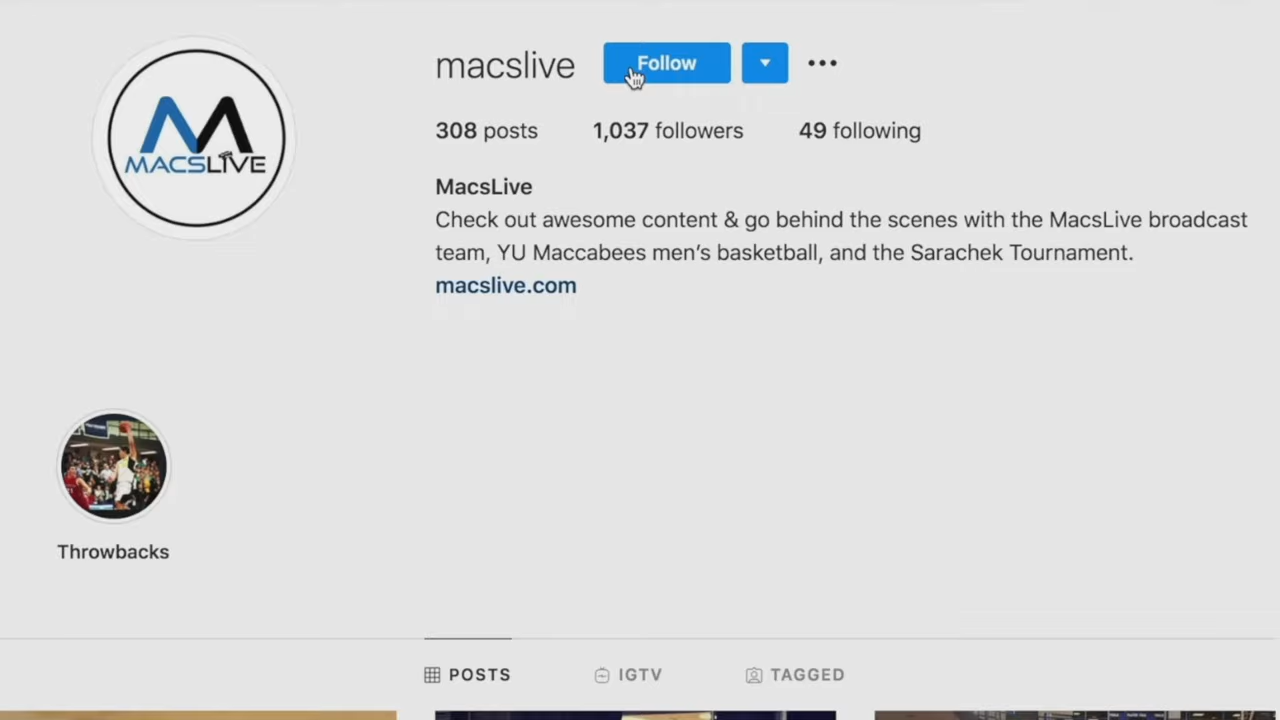 macslive
Follow
308 posts
1,037 followers
49 following
MACSLIVE
MacsLive
Check out awesome content & go behind the scenes with the MacsLive broadcast
team, YU Maccabees men’s basketball, and the Sarachek Tournament.
macslive.com
Throwbacks
POSTS
IGTV
TAGGED